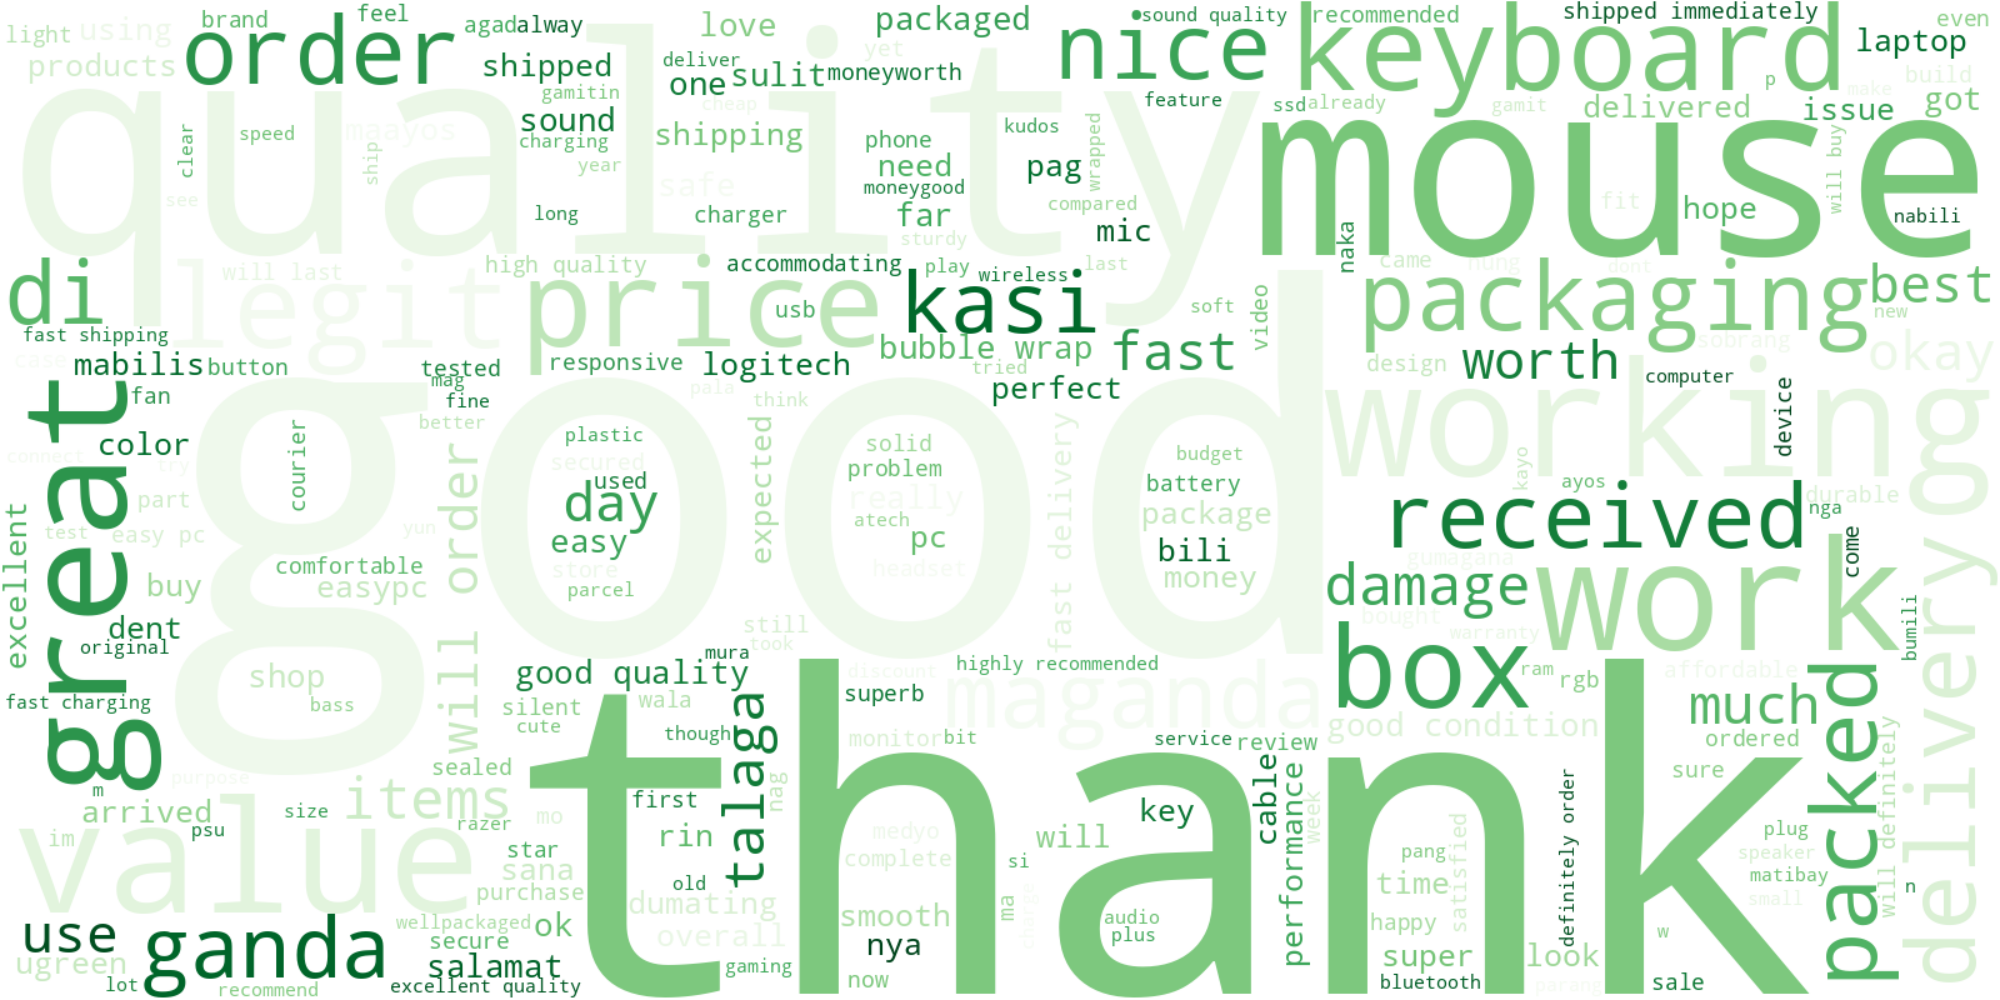 light
using
brand
feel
order
agad
alway
love
packaged
sound quality
recommended
shipped immediately
even
products
shipped
deliver
one
sulit
moneyworth
yet
nice
keyboard
laptop
quality
gamitin
cheap
feature
ssd
already
gamit
delivered
p
make
build
issue
got
clear
speed
maayos
sound
charging
shipping
phone
kudos
wrapped
mouse
will buy
ship
year
safe
need
pag
moneygood
compared
fit
hope
nabili
see
long
charger
far
sturdy
mic
naka
di
legit
will last
high quality
price
accommodating
play
wireless
last
came
hung
dont
kasi
usb
soft
video
packaging
best
new
fast shipping
case
mabilis
button
tested
mag
fine
responsive
logitech
bubble wrap
tried
fast
perfect
design
worth
sobrang
computer
okay
fan
better
pala
think
great
color
connect
try
courier
good
plastic
secured
used
day
easy
store
parcel
expected
solid
problem
really
atech
pc
headset
fast delivery
budget
battery
package
bili
money
working
device
kayo
ayos
received
durable
nga
part
test
easy pc
yun
excellent
comfortable
easypc
buy
dent
original
will order
still
took
mura
gumagana
damage
bought
warranty
work
come
bumili
delivery
shop
bass
fast charging
good quality
silent
cute
wala
though
talaga
discount
superb
highly recommended
maganda
box
ram
rgb
affordable
much
good condition
ordered
packed
monitor
bit
service
review
purpose
m
sealed
items
arrived
size
razer
mo
psu
im
value
nag
first
rin
thank
medyo
complete
will
key
cable
performance
week
sure
definitely order
plug
speaker
matibay
small
will definitely
n
star
sana
old
purchase
dumating
si
pang
time
satisfied
use
ganda
wellpackaged
secure
ok
overall
smooth
nya
ma
charge
audio
plus
happy
super
look
w
ugreen
lot
recommend
salamat
excellent quality
gaming
now
bluetooth
parang
sale